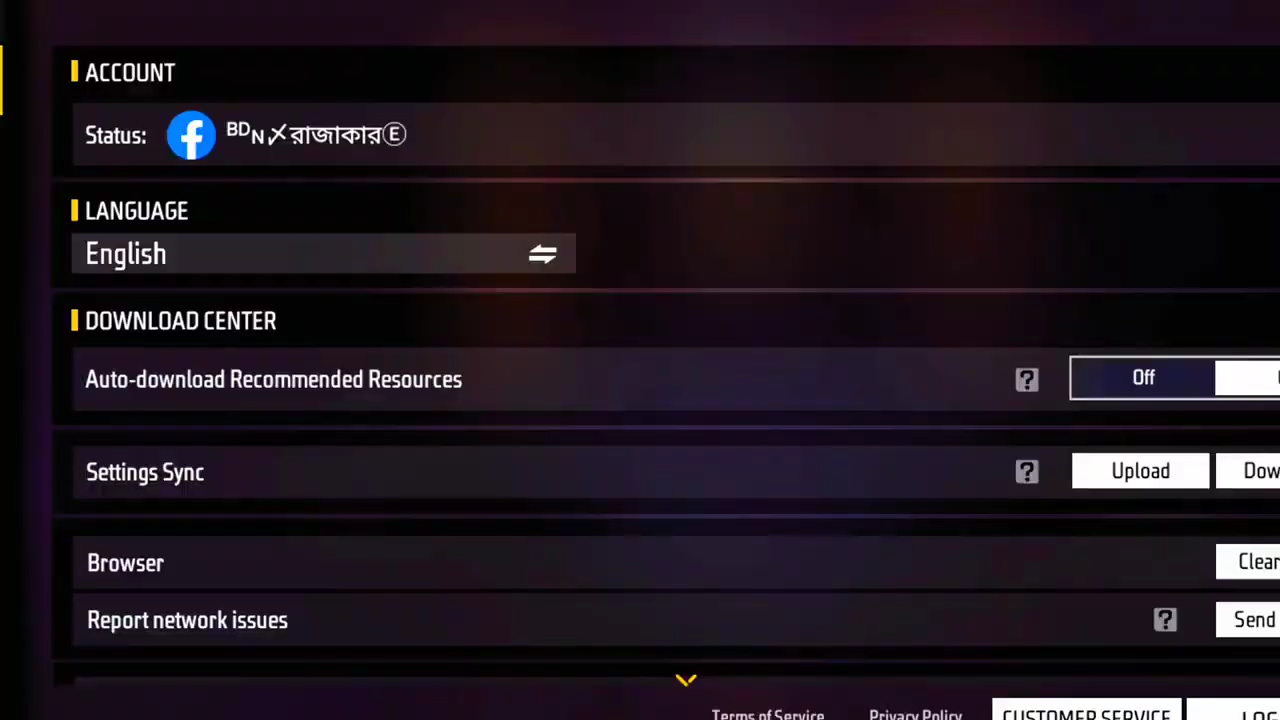 ACCOUNT
Status: ᴮᴰɴ〆রাজাকারⒺ
LANGUAGE
English
DOWNLOAD CENTER
Auto-download Recommended Resources ? Off
Settings Sync ? Upload
Browser Clear
Report network issues ? Send
Terms of Service Privacy Policy CUSTOMER SERVICE